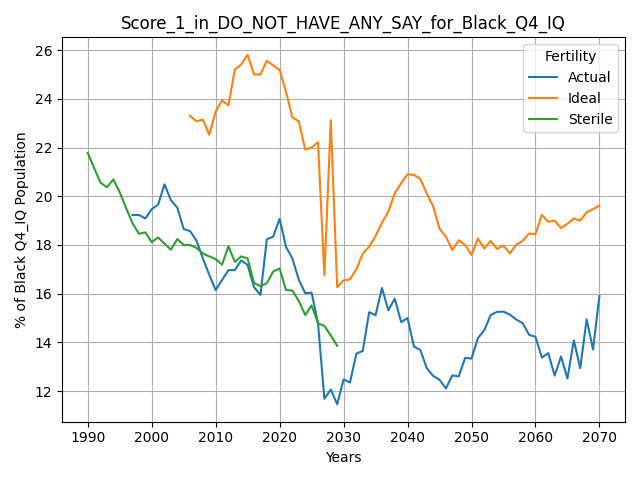 Score_1_in_DO_NOT_HAVE_ANY_SAY_for_Black_Q4_IQ
Fertility
Actual
Ideal
Sterile
% of Black Q4_IQ Population
26
24
22
20
18
16
14
12
1990 2000 2010 2020 2030 2040 2050 2060 2070
Years